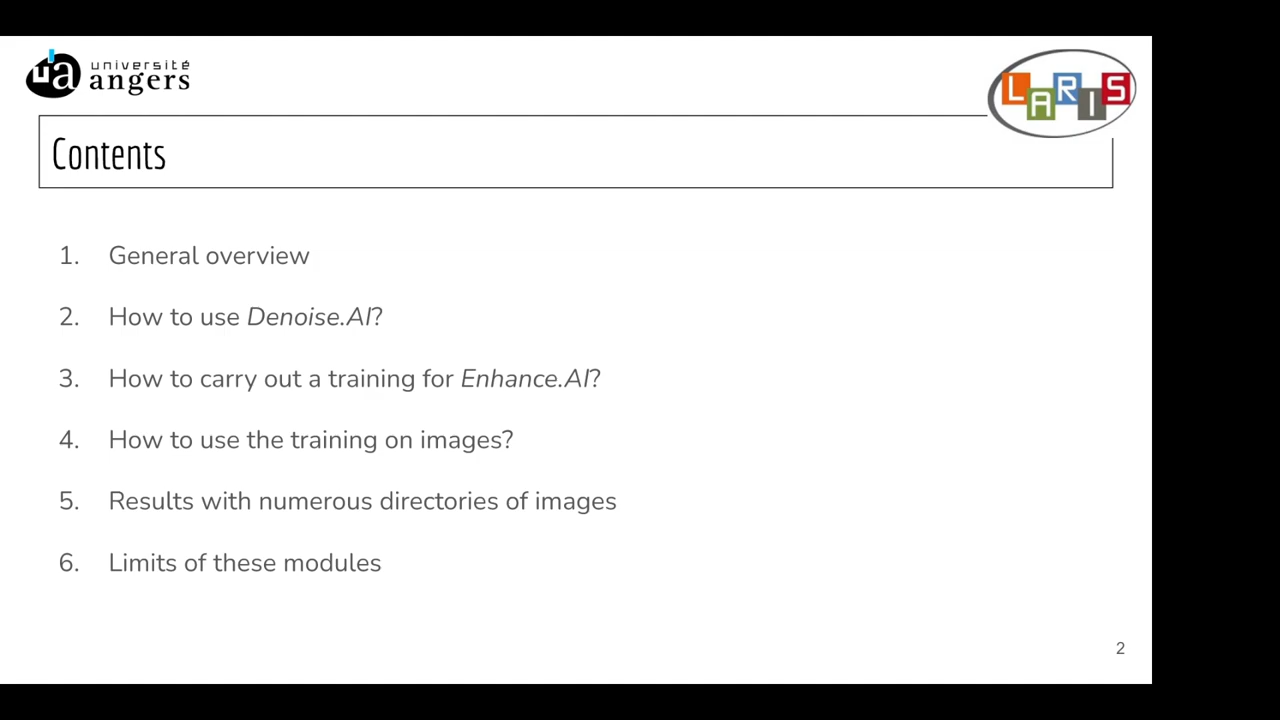 université
angers
LARIS
Contents
1. General overview
2. How to use Denoise.AI?
3. How to carry out a training for Enhance.AI?
4. How to use the training on images?
5. Results with numerous directories of images
6. Limits of these modules
2